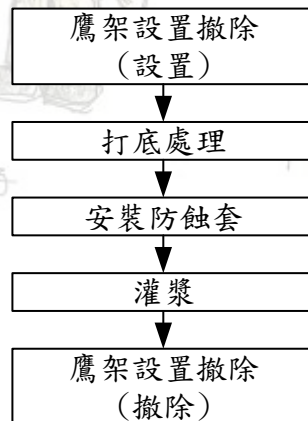 鷹架設置撤除
（設置）
打底處理
安裝防蝕套
灌漿
鷹架設置撤除
（撤除）